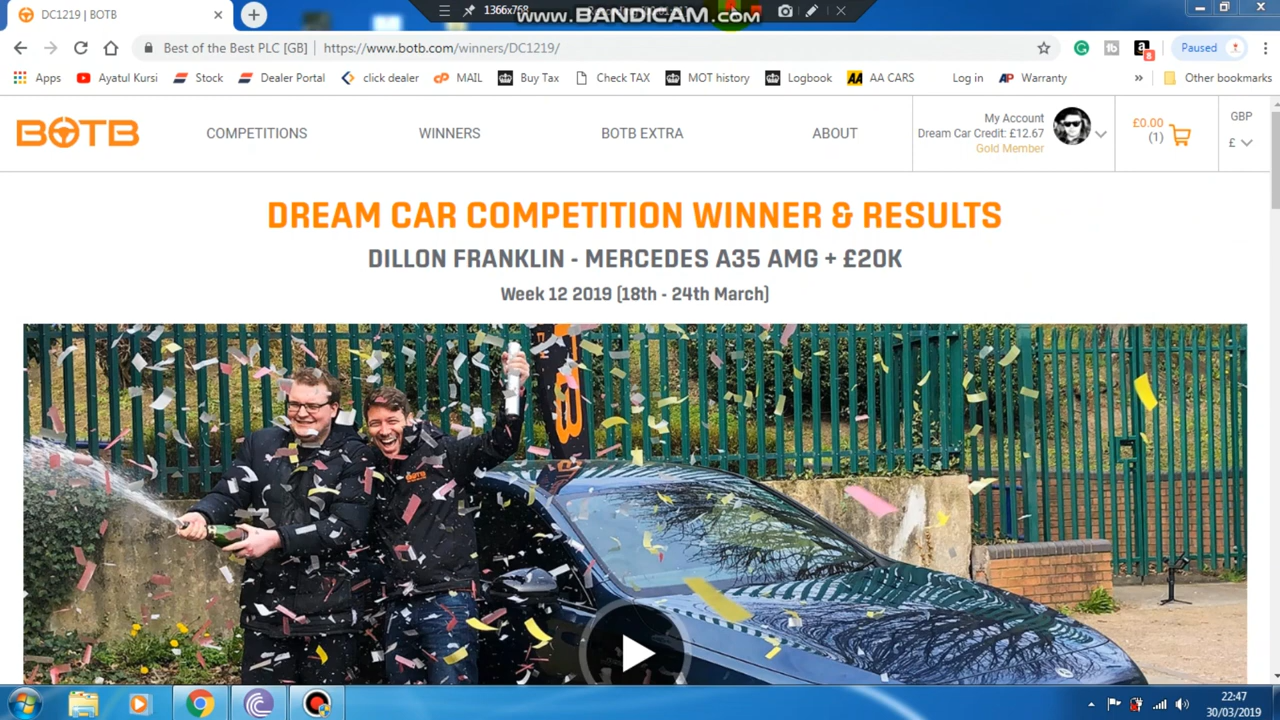 1366x768
www.BANDICAM.com
DC1219 | BOTB
Best of the Best PLC [GB] | https://www.botb.com/winners/DC1219/
Paused
Apps Ayatul Kursi Stock Dealer Portal click dealer MAIL Buy Tax Check TAX MOT history Logbook AA CARS Log in Warranty » Other bookmarks
BOTB
COMPETITIONS WINNERS BOTB EXTRA ABOUT
My Account
Dream Car Credit: £12.67
Gold Member
£0.00
(1)
GBP
£
DREAM CAR COMPETITION WINNER & RESULTS
DILLON FRANKLIN - MERCEDES A35 AMG + £20K
Week 12 2019 (18th - 24th March)
BOTB
22:47
30/03/2019